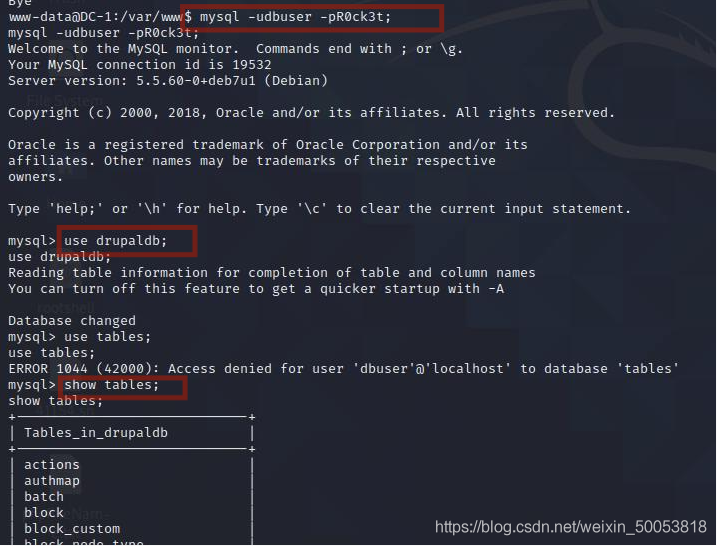 Bye
www-data@DC-1:/var/www$ mysql -udbuser -pR0ck3t;
mysql -udbuser -pR0ck3t;
Welcome to the MySQL monitor.  Commands end with ; or \g.
Your MySQL connection id is 19532
Server version: 5.5.60-0+deb7u1 (Debian)
Copyright (c) 2000, 2018, Oracle and/or its affiliates. All rights reserved.
Oracle is a registered trademark of Oracle Corporation and/or its
affiliates. Other names may be trademarks of their respective
owners.
Type 'help;' or '\h' for help. Type '\c' to clear the current input statement.
mysql> use drupaldb;
use drupaldb;
Reading table information for completion of table and column names
You can turn off this feature to get a quicker startup with -A
Database changed
mysql> use tables;
use tables;
ERROR 1044 (42000): Access denied for user 'dbuser'@'localhost' to database 'tables'
mysql> show tables;
show tables;
+-----------------------------+
| Tables_in_drupaldb          |
+-----------------------------+
| actions                     |
| authmap                     |
| batch                       |
| block                       |
| block_custom                |
| block_node_type             |
https://blog.csdn.net/weixin_50053818